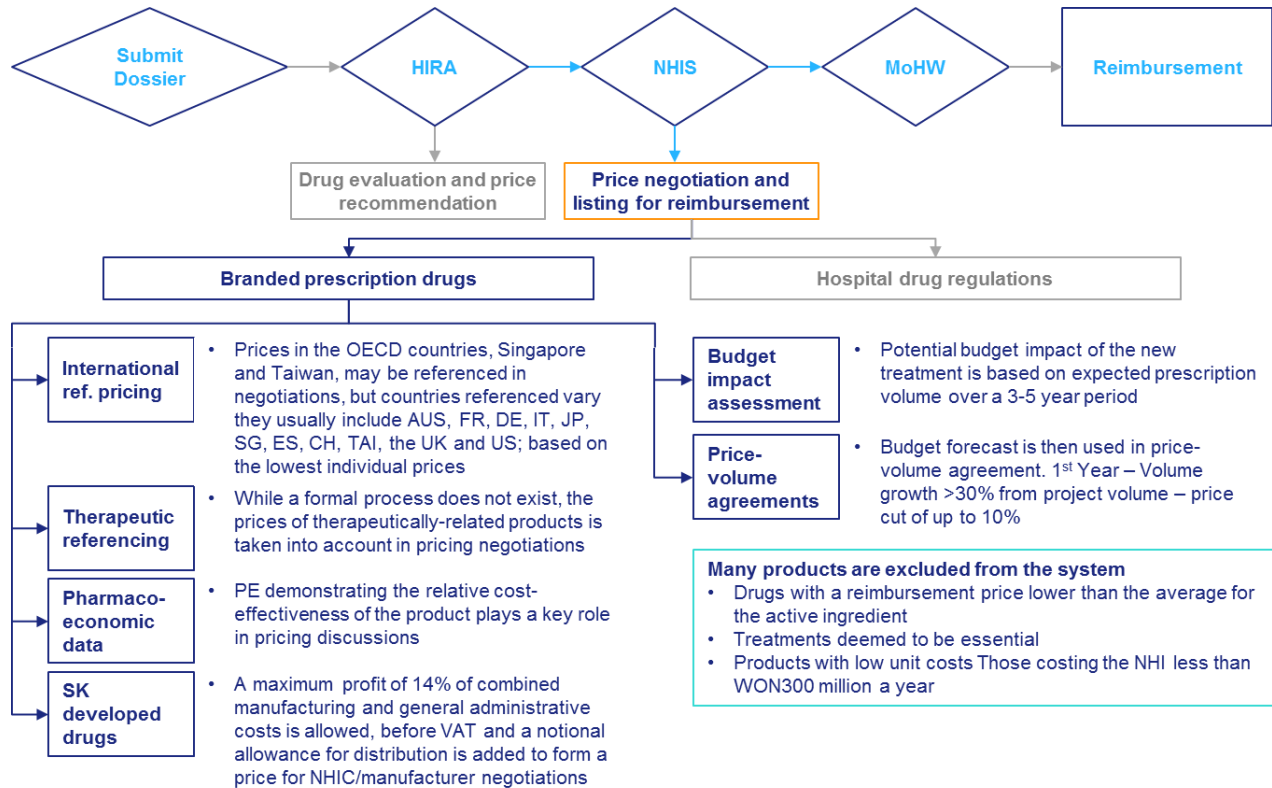 Submit
Dossier
HIRA
NHIS
MoHW
Reimbursement
Drug evaluation and price
recommendation
Price negotiation and
listing for reimbursement
Branded prescription drugs
Hospital drug regulations
International
ref. pricing
• Prices in the OECD countries, Singapore
and Taiwan, may be referenced in
negotiations, but countries referenced vary
they usually include AUS, FR, DE, IT, JP,
SG, ES, CH, TAI, the UK and US; based on
the lowest individual prices
Therapeutic
referencing
• While a formal process does not exist, the
prices of therapeutically-related products is
taken into account in pricing negotiations
Pharmaco-
economic
data
• PE demonstrating the relative cost-
effectiveness of the product plays a key role
in pricing discussions
SK
developed
drugs
• A maximum profit of 14% of combined
manufacturing and general administrative
costs is allowed, before VAT and a notional
allowance for distribution is added to form a
price for NHIC/manufacturer negotiations
Budget
impact
assessment
• Potential budget impact of the new
treatment is based on expected prescription
volume over a 3-5 year period
Price-
volume
agreements
• Budget forecast is then used in price-
volume agreement. 1st Year – Volume
growth >30% from project volume – price
cut of up to 10%
Many products are excluded from the system
• Drugs with a reimbursement price lower than the average for
the active ingredient
• Treatments deemed to be essential
• Products with low unit costs Those costing the NHI less than
WON300 million a year